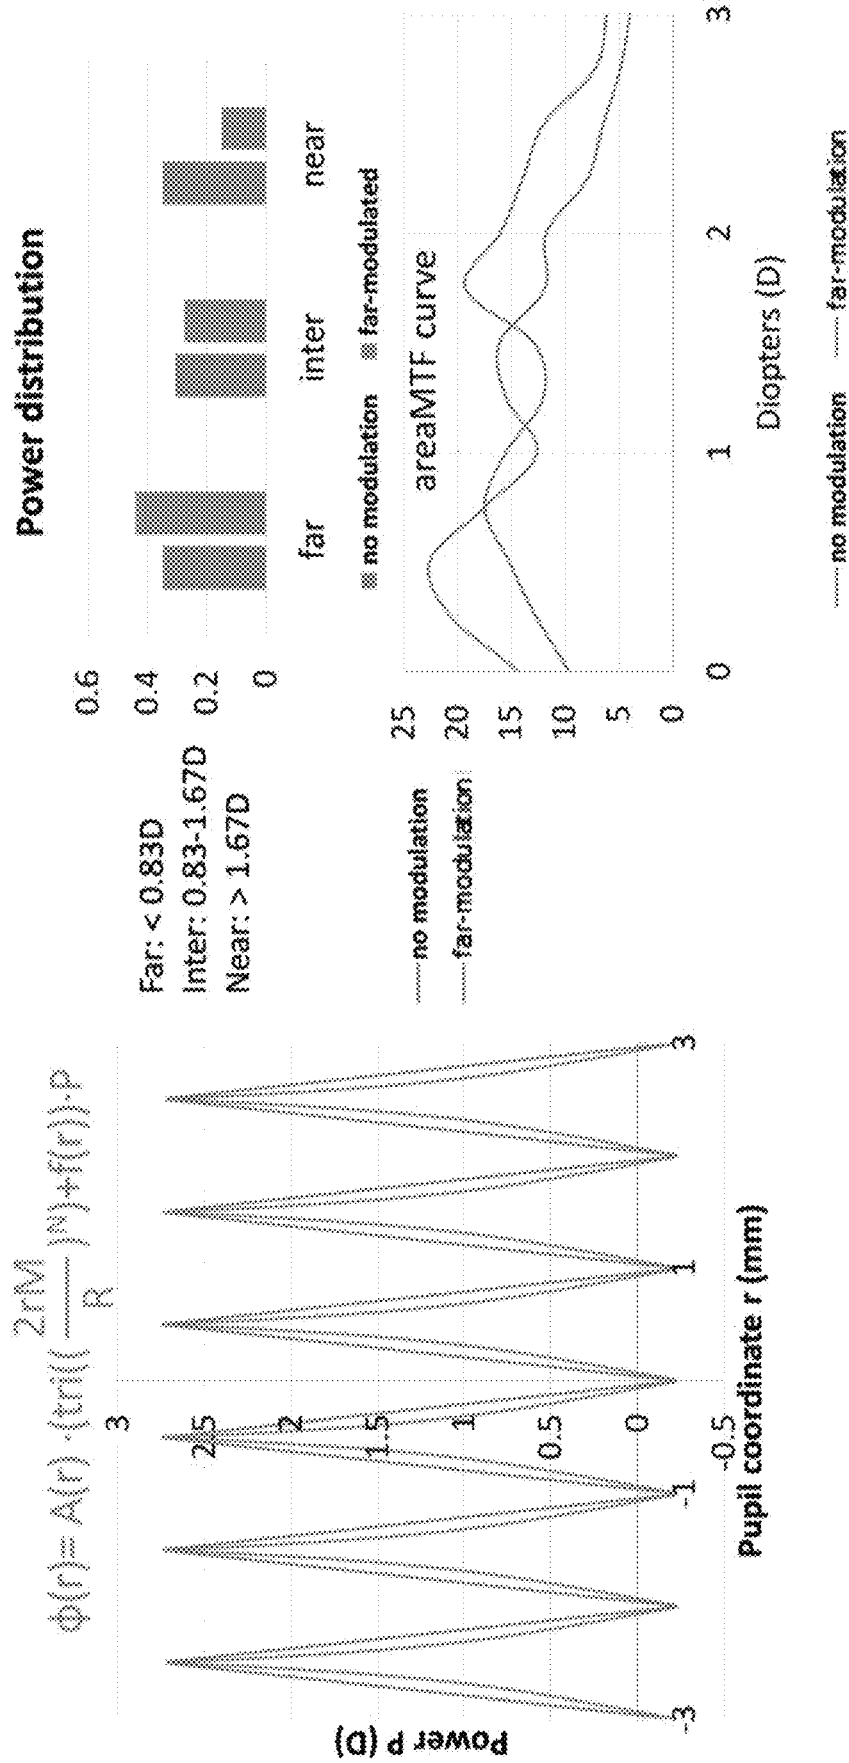 Φ(r)= A(r) ·(tri(( 2rM / R )ᴺ)+f(r))·P
3
2.5
2
1.5
1
0.5
0
-0.5
-3
-1
1
3
Power P (D)
Pupil coordinate r (mm)
no modulation
far-modulation
Far: < 0.83D
Inter: 0.83-1.67D
Near: > 1.67D
Power distribution
0.6
0.4
0.2
0
far
inter
near
no modulation
far-modulated
areaMTF curve
25
20
15
10
5
0
0
1
2
3
Diopters (D)
no modulation
far-modulation